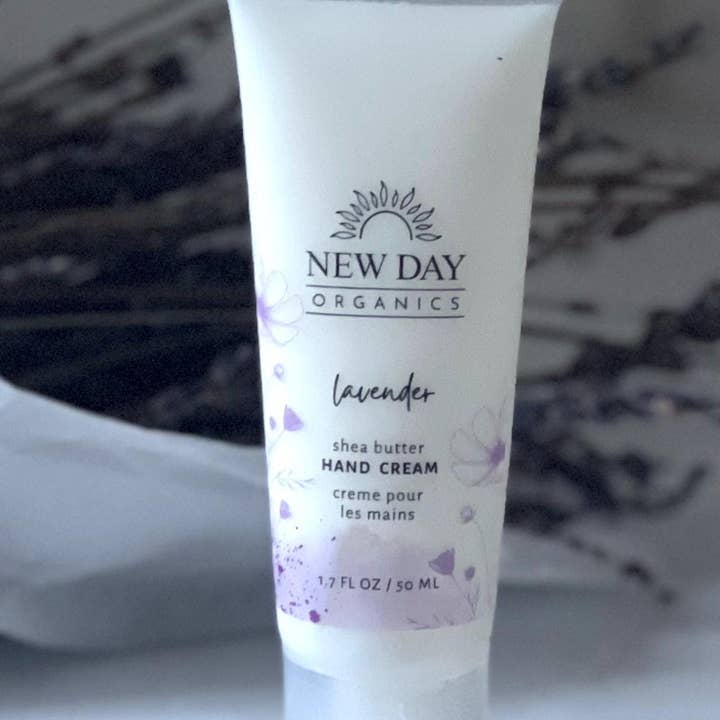 NEW DAY
ORGANICS
lavender
shea butter
HAND CREAM
creme pour
les mains
1.7 FL OZ / 50 ML